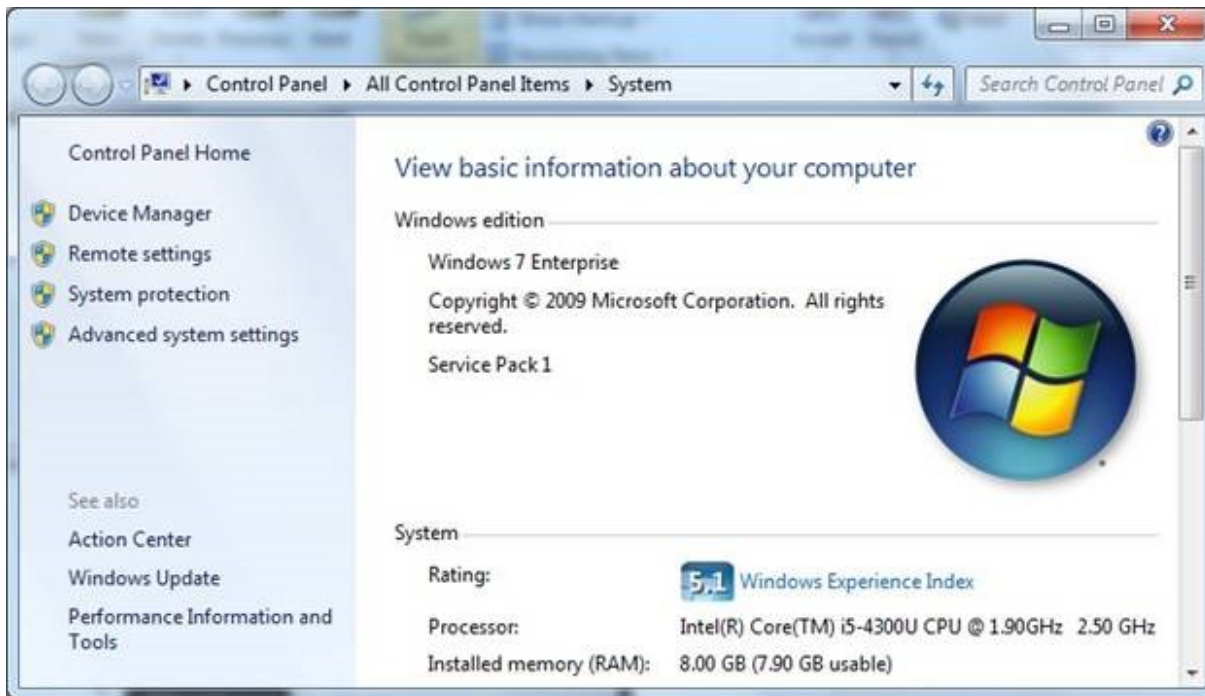 Control Panel All Control Panel Items System
Search Control Panel
Control Panel Home
Device Manager
Remote settings
System protection
Advanced system settings
See also
Action Center
Windows Update
Performance Information and
Tools
View basic information about your computer
Windows edition
Windows 7 Enterprise
Copyright © 2009 Microsoft Corporation. All rights
reserved.
Service Pack 1
System
Rating:
5.1 Windows Experience Index
Processor: Intel(R) Core(TM) i5-4300U CPU @ 1.90GHz 2.50 GHz
Installed memory (RAM): 8.00 GB (7.90 GB usable)